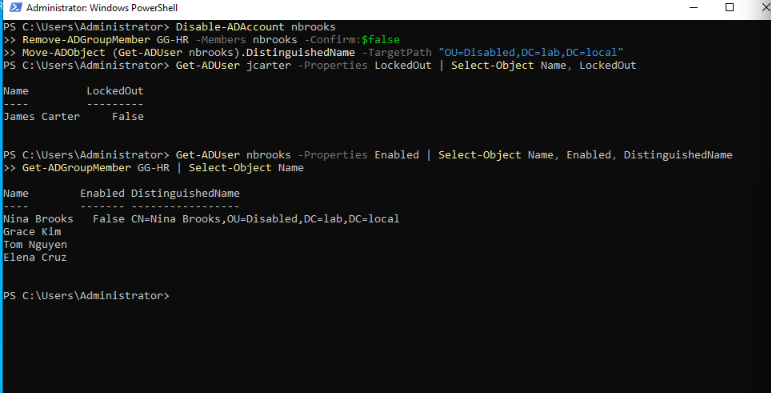 Administrator: Windows PowerShell
PS C:\Users\Administrator> Disable-ADAccount nbrooks
>> Remove-ADGroupMember GG-HR -Members nbrooks -Confirm:$false
>> Move-ADObject (Get-ADUser nbrooks).DistinguishedName -TargetPath "OU=Disabled,DC=lab,DC=local"
PS C:\Users\Administrator> Get-ADUser jcarter -Properties LockedOut | Select-Object Name, LockedOut
Name         LockedOut
----         ---------
James Carter     False
PS C:\Users\Administrator> Get-ADUser nbrooks -Properties Enabled | Select-Object Name, Enabled, DistinguishedName
>> Get-ADGroupMember GG-HR | Select-Object Name
Name        Enabled DistinguishedName
----        ------- -----------------
Nina Brooks   False CN=Nina Brooks,OU=Disabled,DC=lab,DC=local
Grace Kim
Tom Nguyen
Elena Cruz
PS C:\Users\Administrator>